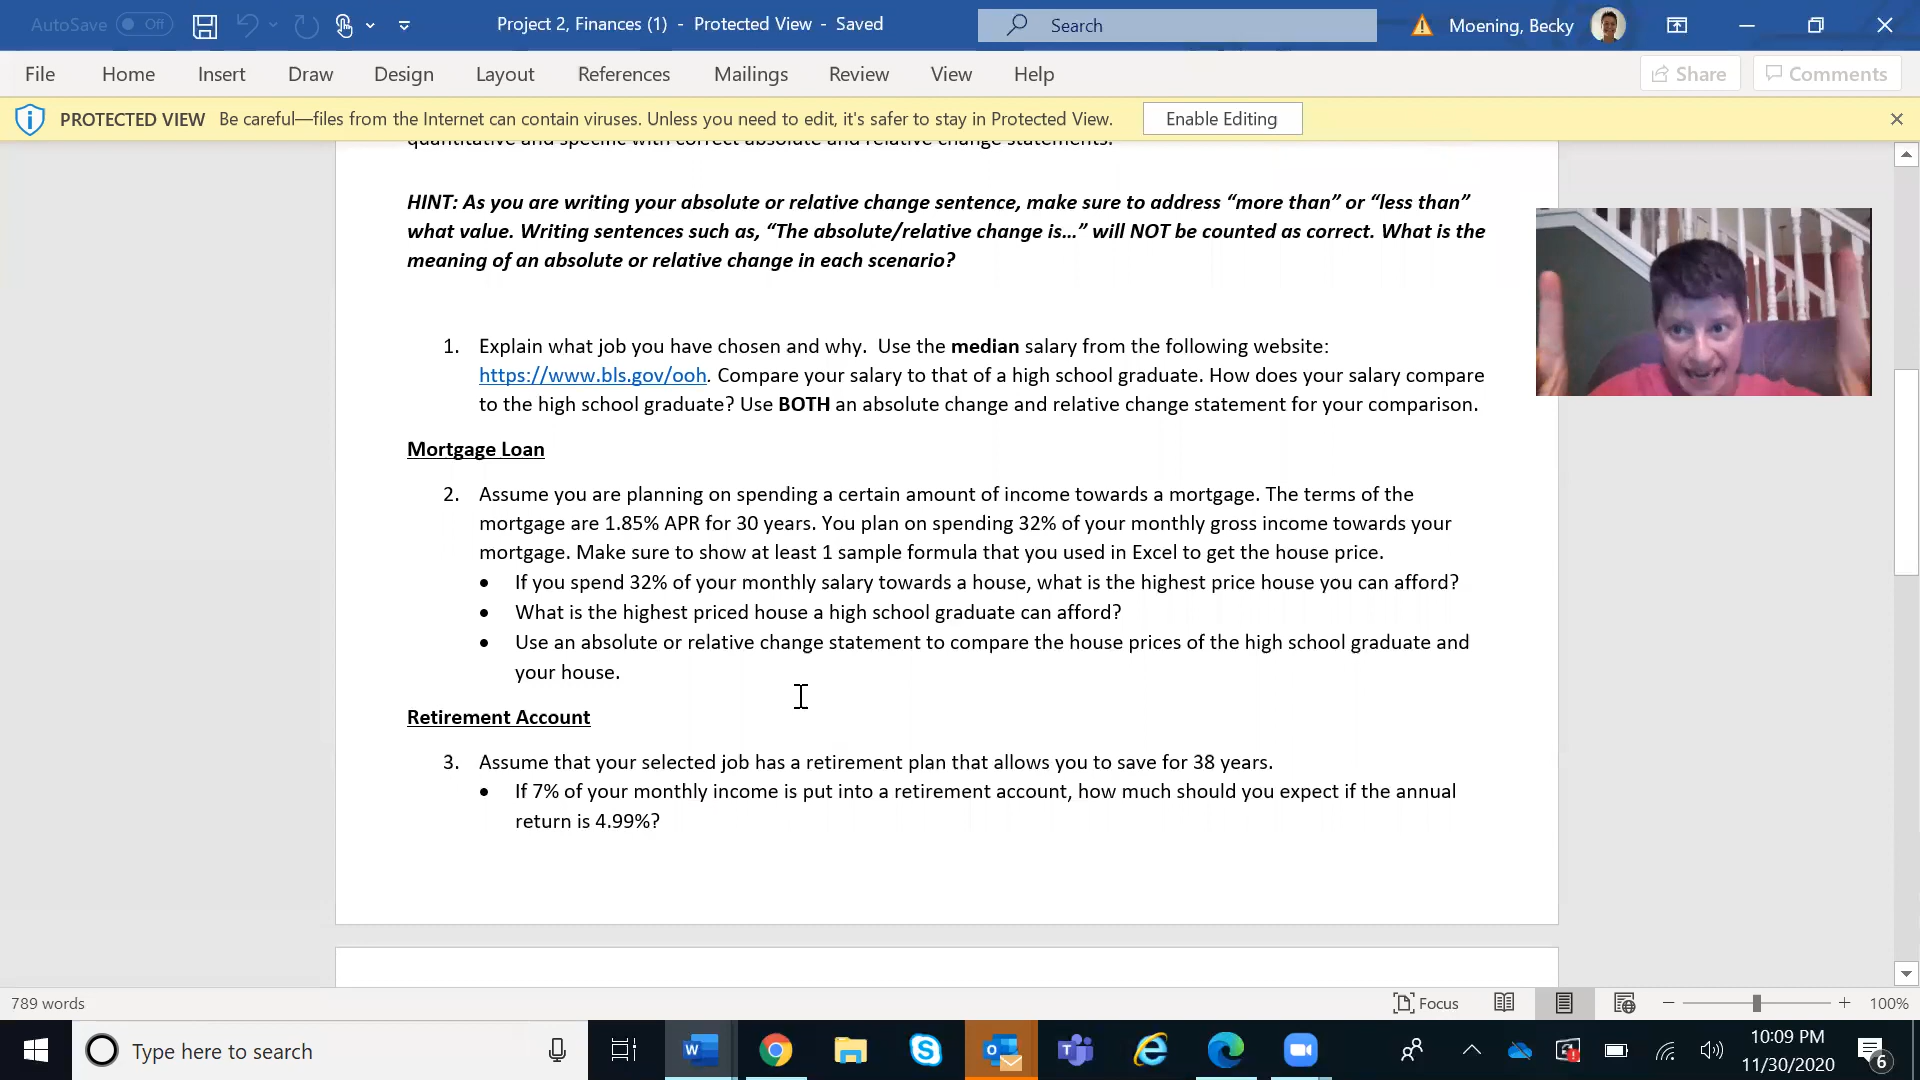 AutoSave Off
Project 2, Finances (1) - Protected View - Saved
Search
Moening, Becky
File Home Insert Draw Design Layout References Mailings Review View Help
Share Comments
PROTECTED VIEW Be careful—files from the Internet can contain viruses. Unless you need to edit, it's safer to stay in Protected View. Enable Editing
quantitative and specific with correct absolute and relative change statements.
HINT: As you are writing your absolute or relative change sentence, make sure to address “more than” or “less than”
what value. Writing sentences such as, “The absolute/relative change is…” will NOT be counted as correct. What is the
meaning of an absolute or relative change in each scenario?
1. Explain what job you have chosen and why. Use the median salary from the following website:
https://www.bls.gov/ooh. Compare your salary to that of a high school graduate. How does your salary compare
to the high school graduate? Use BOTH an absolute change and relative change statement for your comparison.
Mortgage Loan
2. Assume you are planning on spending a certain amount of income towards a mortgage. The terms of the
mortgage are 1.85% APR for 30 years. You plan on spending 32% of your monthly gross income towards your
mortgage. Make sure to show at least 1 sample formula that you used in Excel to get the house price.
• If you spend 32% of your monthly salary towards a house, what is the highest price house you can afford?
• What is the highest priced house a high school graduate can afford?
• Use an absolute or relative change statement to compare the house prices of the high school graduate and
your house.
Retirement Account
3. Assume that your selected job has a retirement plan that allows you to save for 38 years.
• If 7% of your monthly income is put into a retirement account, how much should you expect if the annual
return is 4.99%?
789 words
Focus
100%
Type here to search
10:09 PM
11/30/2020
6